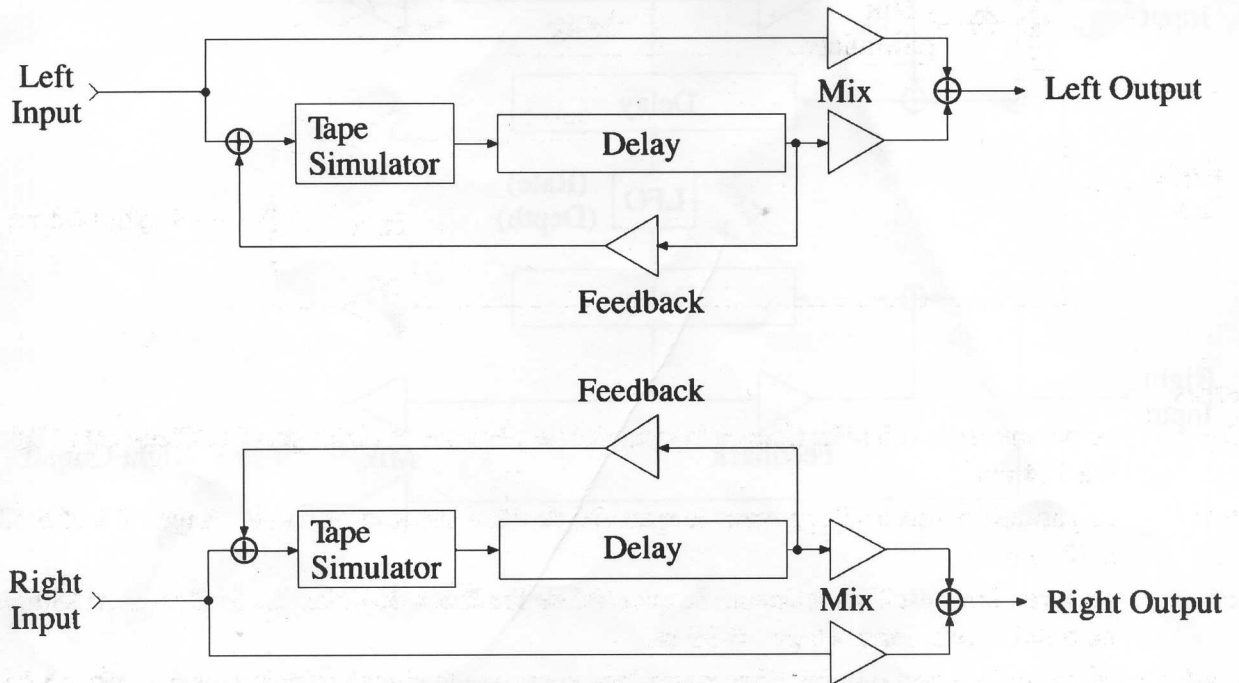 Left
Input
Mix
Left Output
Tape
Simulator
Delay
Feedback
Feedback
Tape
Simulator
Delay
Right
Input
Mix
Right Output